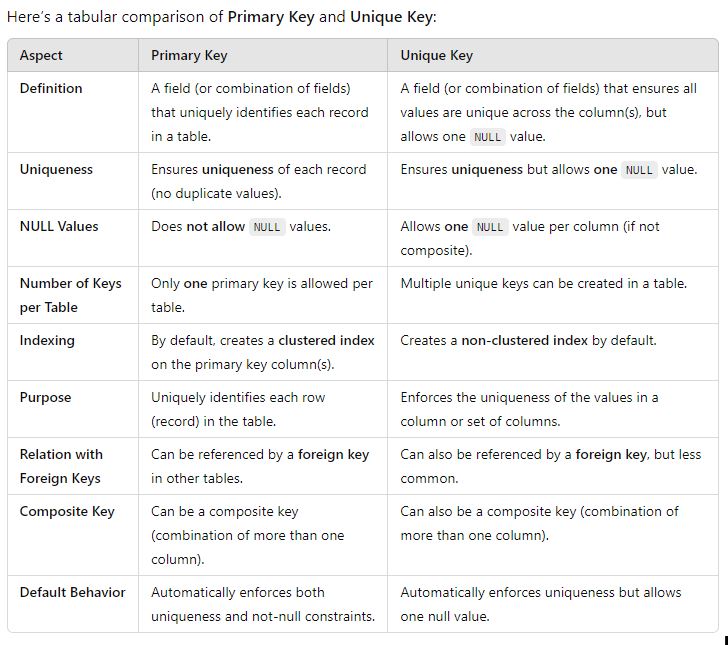 Here's a tabular comparison of Primary Key and Unique Key:
Aspect Primary Key Unique Key
Definition A field (or combination of fields) A field (or combination of fields) that ensures all
that uniquely identifies each record values are unique across the column(s), but
in a table. allows one NULL value.
Uniqueness Ensures uniqueness of each record Ensures uniqueness but allows one NULL value.
(no duplicate values).
NULL Values Does not allow NULL values. Allows one NULL value per column (if not
composite).
Number of Keys Only one primary key is allowed per Multiple unique keys can be created in a table.
per Table table.
Indexing By default, creates a clustered index Creates a non-clustered index by default.
on the primary key column(s).
Purpose Uniquely identifies each row Enforces the uniqueness of the values in a
(record) in the table. column or set of columns.
Relation with Can be referenced by a foreign key Can also be referenced by a foreign key, but less
Foreign Keys in other tables. common.
Composite Key Can be a composite key Can also be a composite key (combination of
(combination of more than one more than one column).
column).
Default Behavior Automatically enforces both Automatically enforces uniqueness but allows
uniqueness and not-null constraints. one null value.